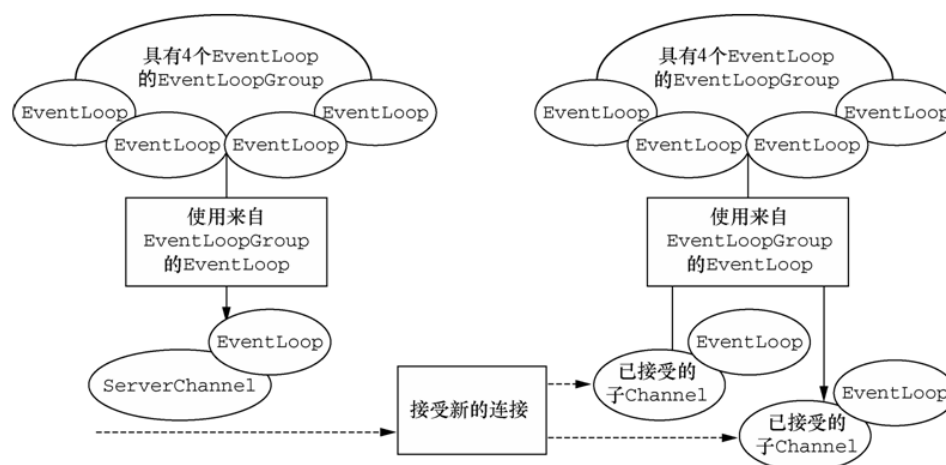 具有4个EventLoop
的EventLoopGroup
EventLoop
EventLoop
EventLoop
EventLoop
使用来自
EventLoopGroup
的EventLoop
EventLoop
ServerChannel
具有4个EventLoop
的EventLoopGroup
EventLoop
EventLoop
EventLoop
EventLoop
使用来自
EventLoopGroup
的EventLoop
EventLoop
已接受的
子Channel
接受新的连接
EventLoop
已接受的
子Channel